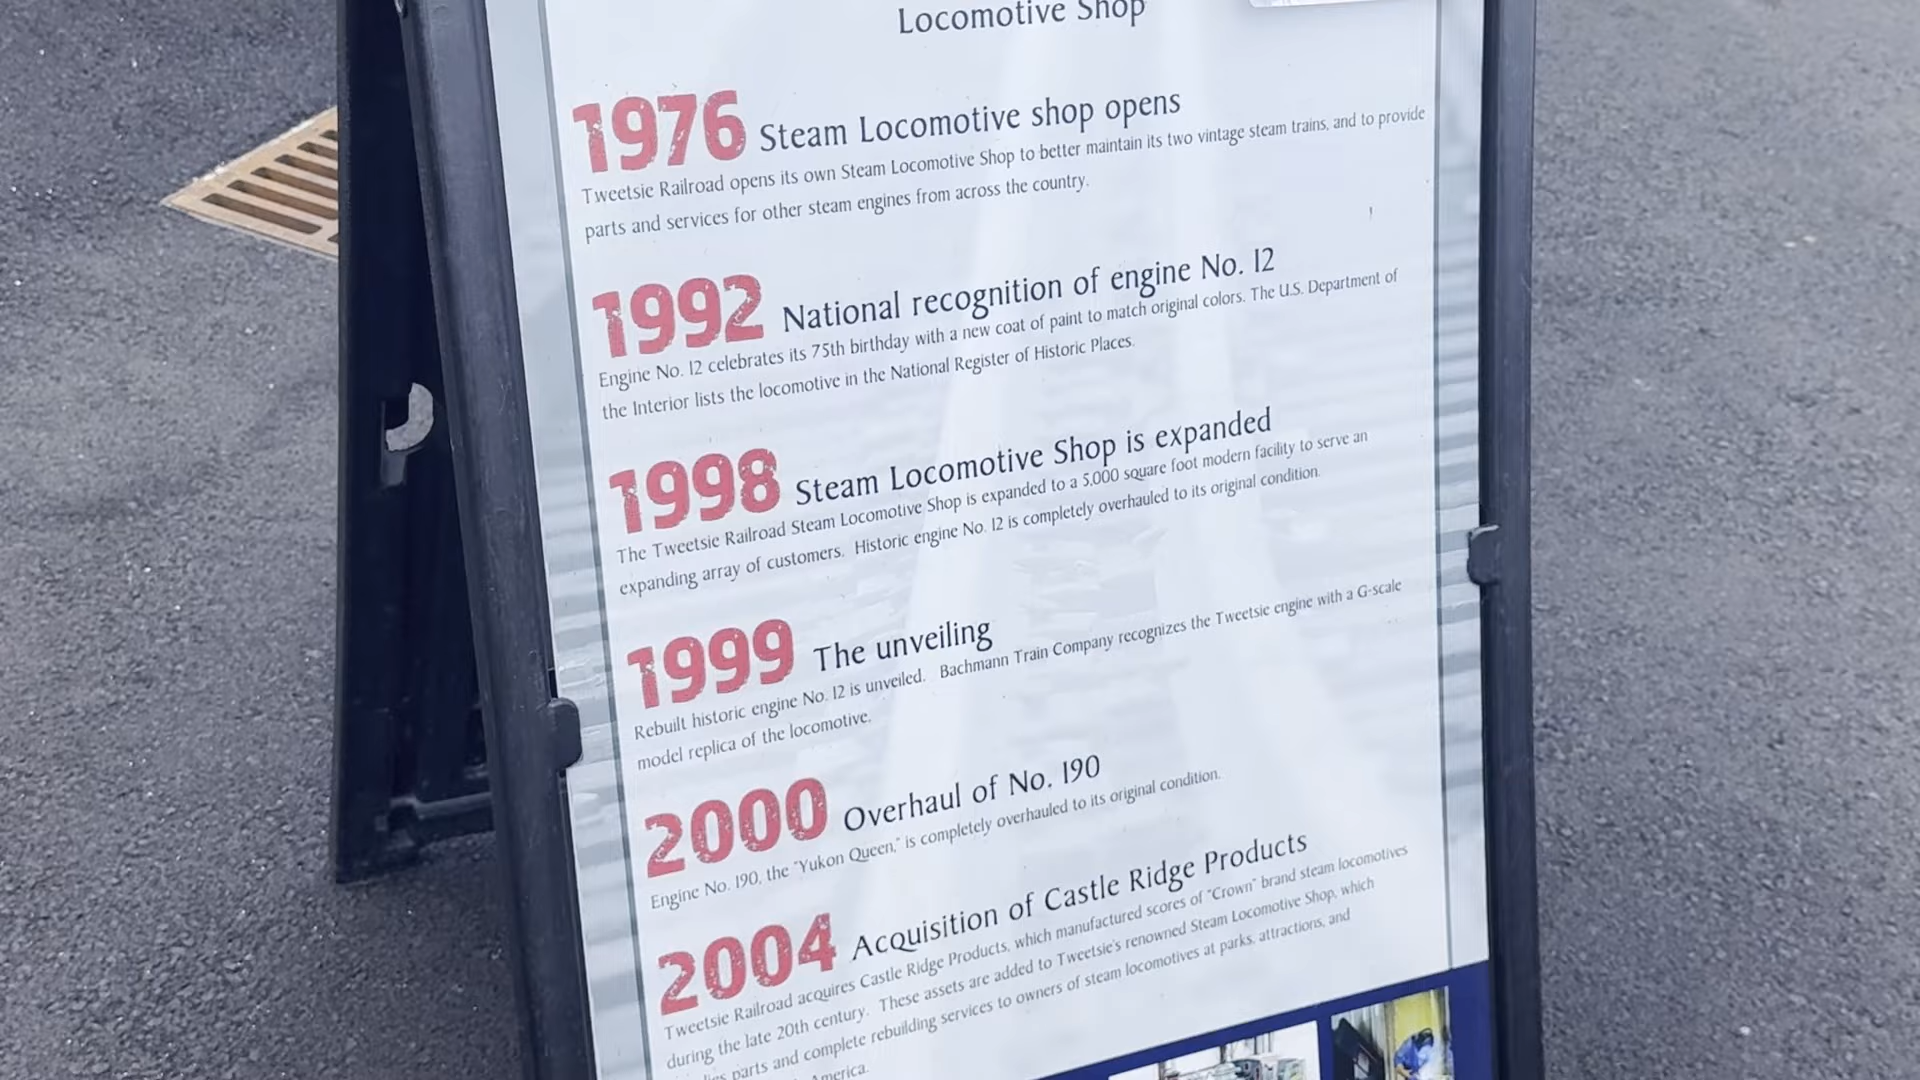 Locomotive Shop
1976 Steam Locomotive shop opens
Tweetsie Railroad opens its own Steam Locomotive Shop to better maintain its two vintage steam trains, and to provide
parts and services for other steam engines from across the country.
1992 National recognition of engine No. 12
Engine No. 12 celebrates its 75th birthday with a new coat of paint to match original colors. The U.S. Department of
the Interior lists the locomotive in the National Register of Historic Places.
1998 Steam Locomotive Shop is expanded
The Tweetsie Railroad Steam Locomotive Shop is expanded to a 5,000 square foot modern facility to serve an
expanding array of customers. Historic engine No. 12 is completely overhauled to its original condition.
1999 The unveiling
Rebuilt historic engine No. 12 is unveiled. Bachmann Train Company recognizes the Tweetsie engine with a G-scale
model replica of the locomotive.
2000 Overhaul of No. 190
Engine No. 190, the "Yukon Queen," is completely overhauled to its original condition.
2004 Acquisition of Castle Ridge Products
Tweetsie Railroad acquires Castle Ridge Products, which manufactured scores of "Crown" brand steam locomotives
during the late 20th century. These assets are added to Tweetsie's renowned Steam Locomotive Shop, which
parts and complete rebuilding services to owners of steam locomotives at parks, attractions, and
America.